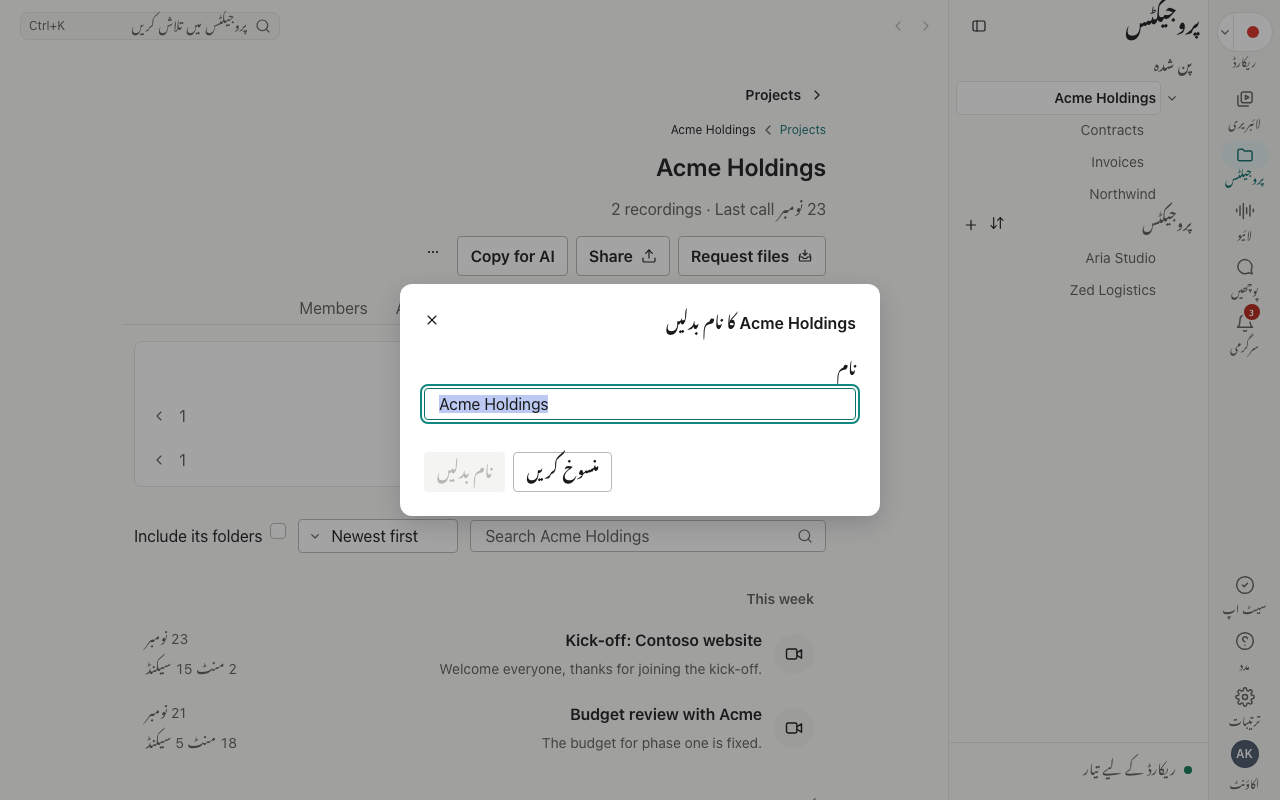 ریکارڈ
لائبریری
پروجیکٹس
لائیو
پوچھیں
3
سرگرمی
سیٹ اپ
مدد
ترتیبات
AK
اکاؤنٹ
پروجیکٹس
پن شدہ
Acme Holdings
Contracts
Invoices
Northwind
پروجیکٹس
Aria Studio
Zed Logistics
ریکارڈ کے لیے تیار
پروجیکٹس میں تلاش کریں
Ctrl+K
Projects
Projects
Acme Holdings
Acme Holdings
2 recordings · Last call 23 نومبر
Request files
Share
Copy for AI
...
Members
1
1
Acme Holdings کا نام بدلیں
نام
Acme Holdings
منسوخ کریں
نام بدلیں
Search Acme Holdings
Newest first
Include its folders
This week
Kick-off: Contoso website
Welcome everyone, thanks for joining the kick-off.
23 نومبر
2 منٹ 15 سیکنڈ
Budget review with Acme
The budget for phase one is fixed.
21 نومبر
18 منٹ 5 سیکنڈ